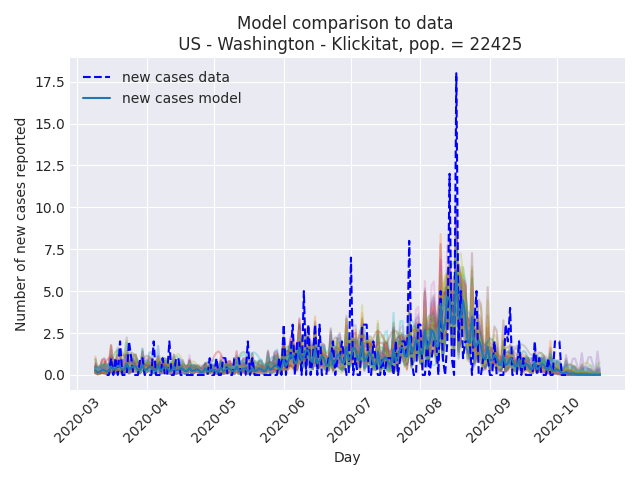 Model comparison to data
US - Washington - Klickitat, pop. = 22425
new cases data
new cases model
Number of new cases reported
17.5
15.0
12.5
10.0
7.5
5.0
2.5
0.0
2020-03
2020-04
2020-05
2020-06
2020-07
2020-08
2020-09
2020-10
Day